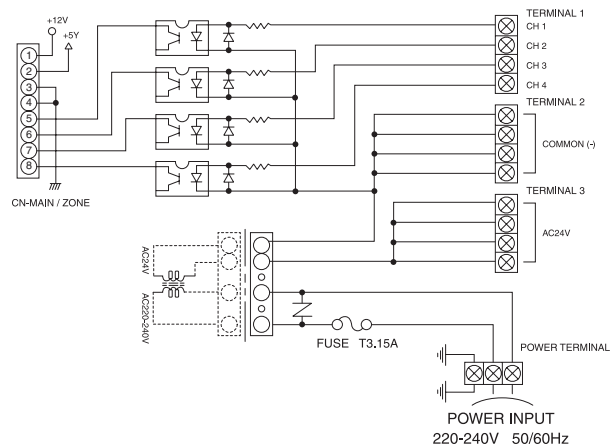 +12V
+5Y
1
2
3
4
5
6
7
8
CN-MAIN / ZONE
TERMINAL 1
CH 1
CH 2
CH 3
CH 4
TERMINAL 2
COMMON (-)
TERMINAL 3
AC24V
AC24V
AC220-240V
FUSE T3.15A
POWER TERMINAL
POWER INPUT
220-240V 50/60Hz